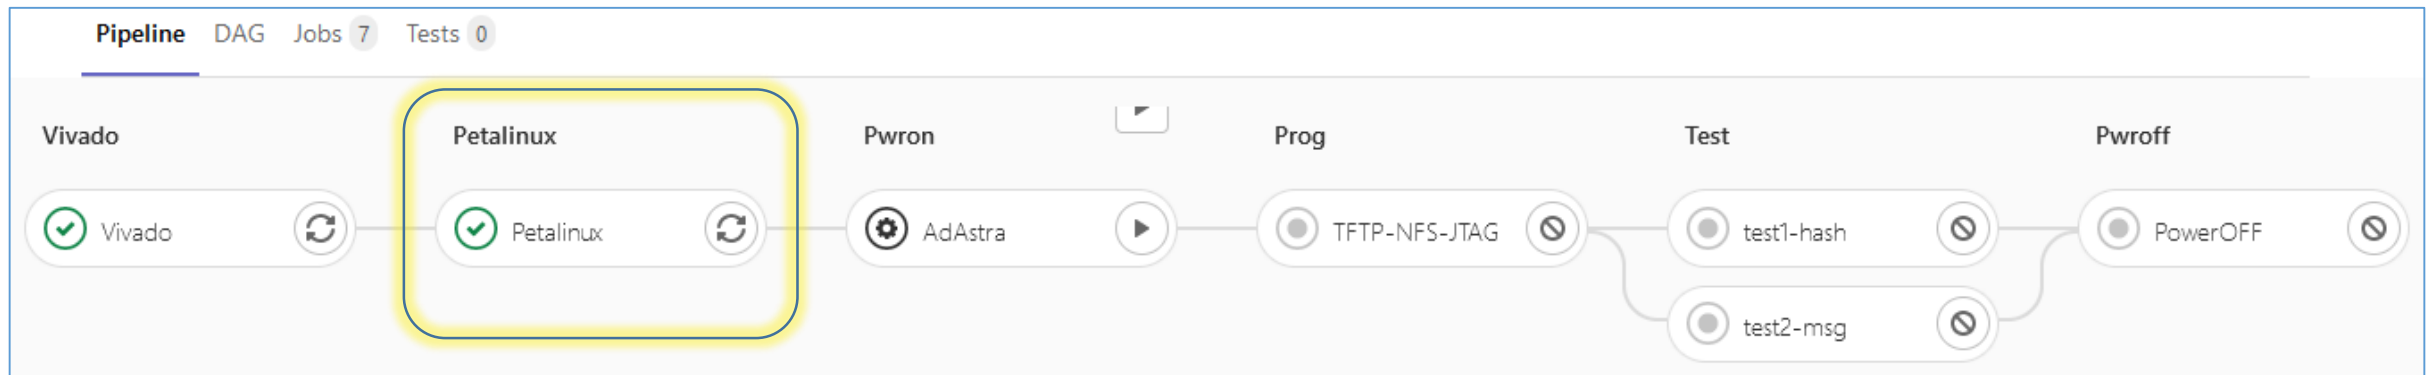 Pipeline DAG Jobs 7 Tests 0
Vivado Petalinux Pwron Prog Test Pwroff
Vivado Petalinux AdAstra TFTP-NFS-JTAG test1-hash PowerOFF
test2-msg